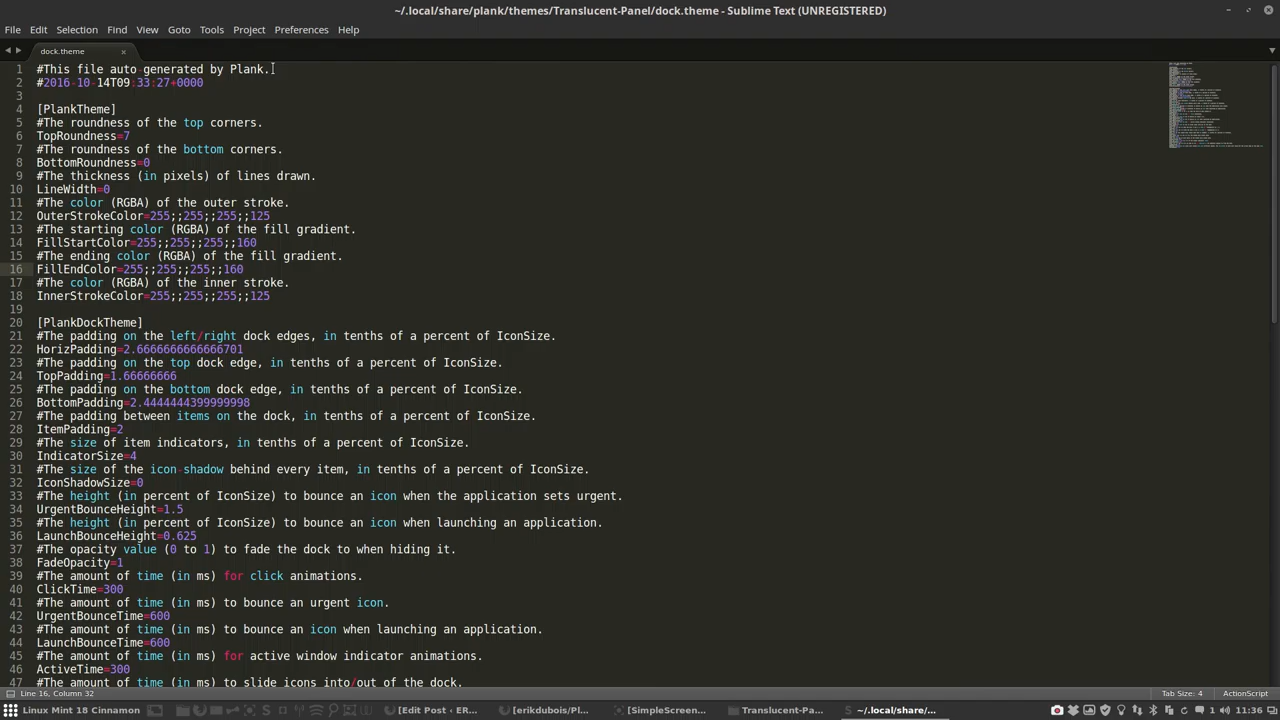 ~/.local/share/plank/themes/Translucent-Panel/dock.theme - Sublime Text (UNREGISTERED)
File Edit Selection Find View Goto Tools Project Preferences Help
dock.theme
1 #This file auto generated by Plank.
2 #2016-10-14T09:33:27+0000
3
4 [PlankTheme]
5 #The roundness of the top corners.
6 TopRoundness=7
7 #The roundness of the bottom corners.
8 BottomRoundness=0
9 #The thickness (in pixels) of lines drawn.
10 LineWidth=0
11 #The color (RGBA) of the outer stroke.
12 OuterStrokeColor=255;;255;;255;;125
13 #The starting color (RGBA) of the fill gradient.
14 FillStartColor=255;;255;;255;;160
15 #The ending color (RGBA) of the fill gradient.
16 FillEndColor=255;;255;;255;;160
17 #The color (RGBA) of the inner stroke.
18 InnerStrokeColor=255;;255;;255;;125
19
20 [PlankDockTheme]
21 #The padding on the left/right dock edges, in tenths of a percent of IconSize.
22 HorizPadding=2.6666666666666701
23 #The padding on the top dock edge, in tenths of a percent of IconSize.
24 TopPadding=1.66666666
25 #The padding on the bottom dock edge, in tenths of a percent of IconSize.
26 BottomPadding=2.4444444399999998
27 #The padding between items on the dock, in tenths of a percent of IconSize.
28 ItemPadding=2
29 #The size of item indicators, in tenths of a percent of IconSize.
30 IndicatorSize=4
31 #The size of the icon-shadow behind every item, in tenths of a percent of IconSize.
32 IconShadowSize=0
33 #The height (in percent of IconSize) to bounce an icon when the application sets urgent.
34 UrgentBounceHeight=1.5
35 #The height (in percent of IconSize) to bounce an icon when launching an application.
36 LaunchBounceHeight=0.625
37 #The opacity value (0 to 1) to fade the dock to when hiding it.
38 FadeOpacity=1
39 #The amount of time (in ms) for click animations.
40 ClickTime=300
41 #The amount of time (in ms) to bounce an urgent icon.
42 UrgentBounceTime=600
43 #The amount of time (in ms) to bounce an icon when launching an application.
44 LaunchBounceTime=600
45 #The amount of time (in ms) for active window indicator animations.
46 ActiveTime=300
47 #The amount of time (in ms) to slide icons into/out of the dock.
Line 16, Column 32 Tab Size: 4 ActionScript
Linux Mint 18 Cinnamon [Edit Post ‹ ER... [erikdubois/Pl... [SimpleScreen... Translucent-Pa... ~/.local/share/... 1 11:36